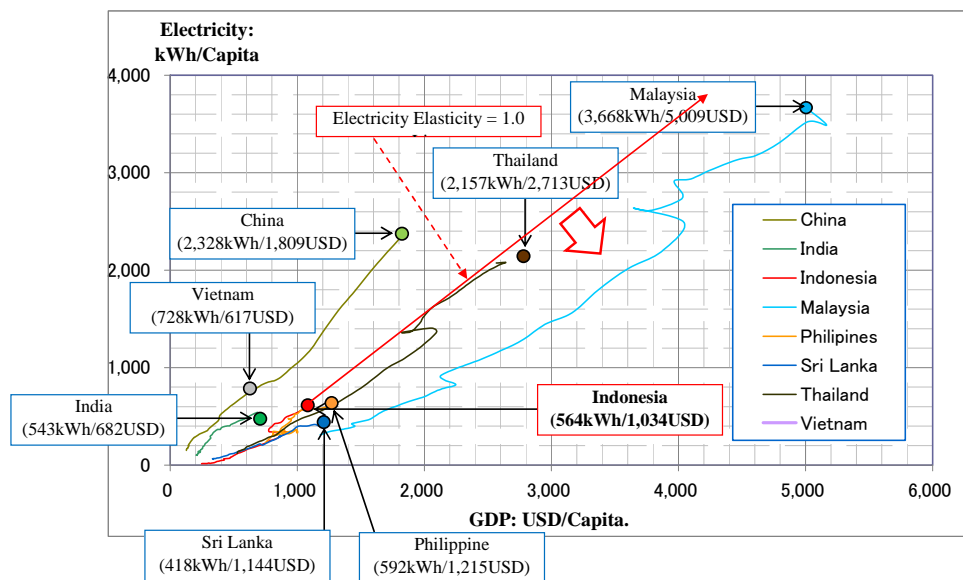 Electricity:
kWh/Capita
4,000
3,000
2,000
1,000
0
0
1,000
2,000
3,000
4,000
5,000
6,000
GDP: USD/Capita.
Electricity Elasticity = 1.0
Malaysia
(3,668kWh/5,009USD)
Thailand
(2,157kWh/2,713USD)
China
(2,328kWh/1,809USD)
Vietnam
(728kWh/617USD)
India
(543kWh/682USD)
Indonesia
(564kWh/1,034USD)
Sri Lanka
(418kWh/1,144USD)
Philippine
(592kWh/1,215USD)
China
India
Indonesia
Malaysia
Philipines
Sri Lanka
Thailand
Vietnam